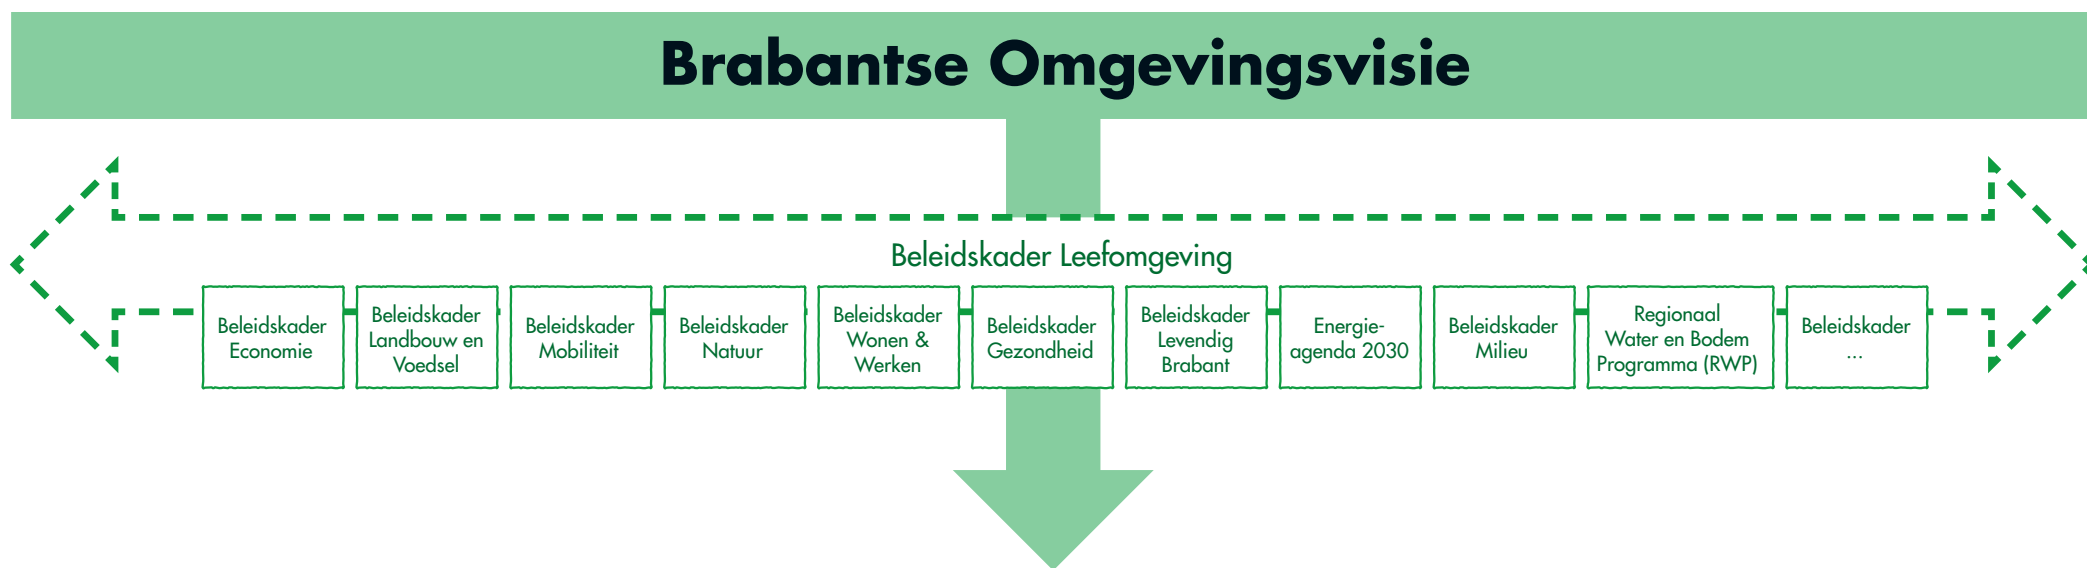 Brabantse Omgevingsvisie
Beleidskader Leefomgeving
Beleidskader
Economie
Beleidskader
Landbouw en
Voedsel
Beleidskader
Mobiliteit
Beleidskader
Natuur
Beleidskader
Wonen &
Werken
Beleidskader
Gezondheid
Beleidskader
Levendig
Brabant
Energie-
agenda 2030
Beleidskader
Milieu
Regionaal
Water en Bodem
Programma (RWP)
Beleidskader
...